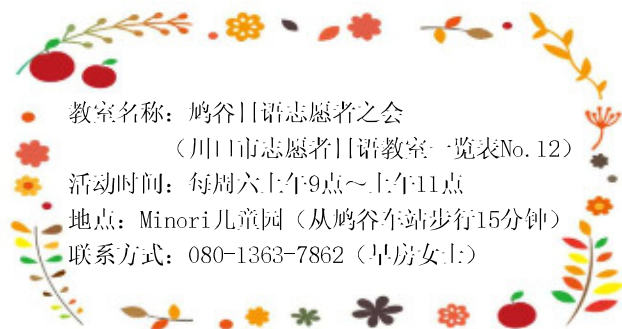 教室名称：鸠谷日语志愿者之会
（川口市志愿者日语教室一览表No.12）
活动时间：每周六上午9点～上午11点
地点：Minori儿童园（从鸠谷车站步行15分钟）
联系方式：080-1363-7862（早房女士）